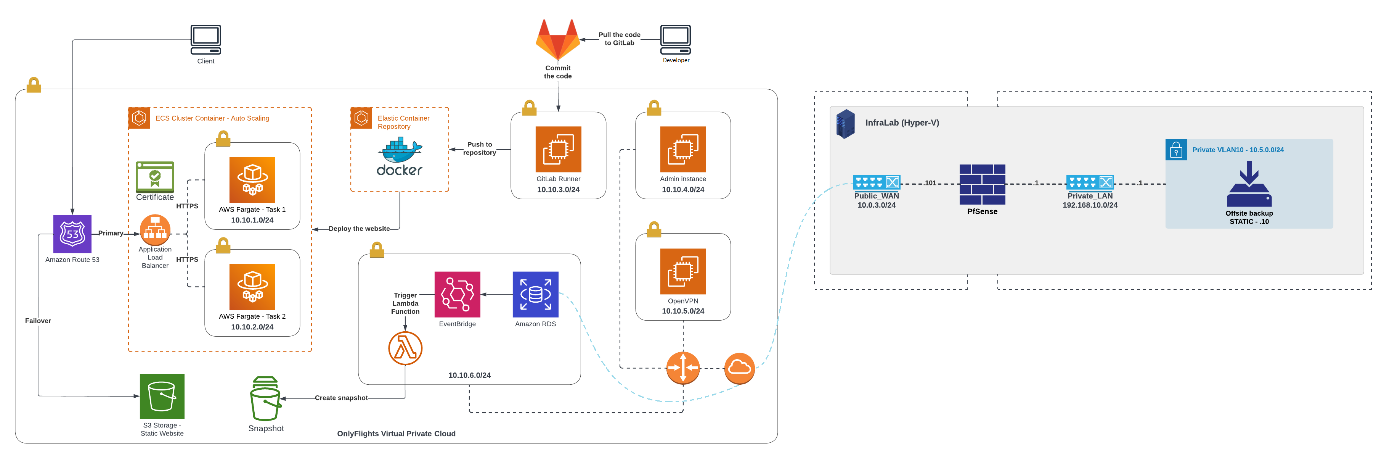 Client
Pull the code
to GitLab
Developer
Commit
the code
ECS Cluster Container - Auto Scaling
Elastic Container
Repository
docker
Push to
repository
GitLab Runner
10.10.3.0/24
Admin instance
10.10.4.0/24
Certificate
HTTPS
AWS Fargate - Task 1
10.10.1.0/24
53
Amazon Route 53
Primary
Application
Load
Balancer
HTTPS
AWS Fargate - Task 2
10.10.2.0/24
Deploy the website
Trigger
Lambda
Function
EventBridge
Amazon RDS
10.10.6.0/24
OpenVPN
10.10.5.0/24
Failover
S3 Storage -
Static Website
Create snapshot
Snapshot
OnlyFlights Virtual Private Cloud
InfraLab (Hyper-V)
Public_WAN
10.0.3.0/24
101
PfSense
1
Private_LAN
192.168.10.0/24
1
Private VLAN10 - 10.5.0.0/24
Offsite backup
STATIC - .10